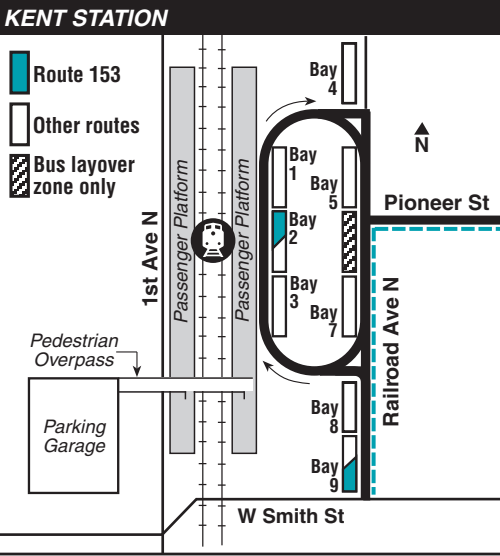 KENT STATION
Route 153
Other routes
Bus layover
zone only
Bay
4
N
Bay
1
Bay
5
Bay
2
Bay
3
Bay
7
Pioneer St
1st Ave N
Passenger Platform
Passenger Platform
Railroad Ave N
Pedestrian
Overpass
Parking
Garage
Bay
8
Bay
9
W Smith St